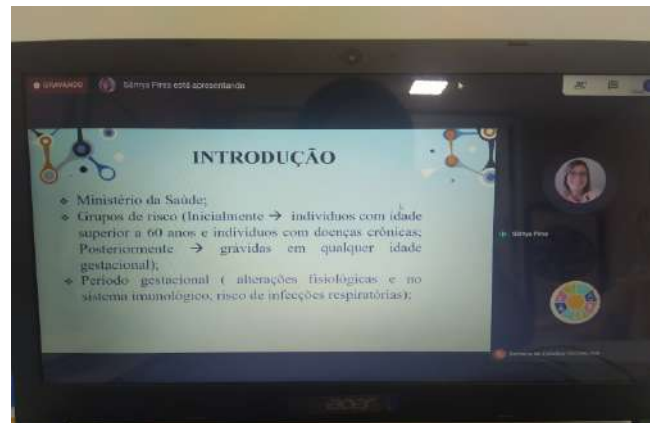 GRAVANDO
Sâmya Pires está apresentando
INTRODUÇÃO
❖ Ministério da Saúde;
❖ Grupos de risco (Inicialmente → indivíduos com idade
superior a 60 anos e indivíduos com doenças crônicas;
Posteriormente → grávidas em qualquer idade
gestacional);
❖ Período gestacional ( alterações fisiológicas e no
sistema imunológico, risco de infecções respiratórias);
Sâmya Pires
acer